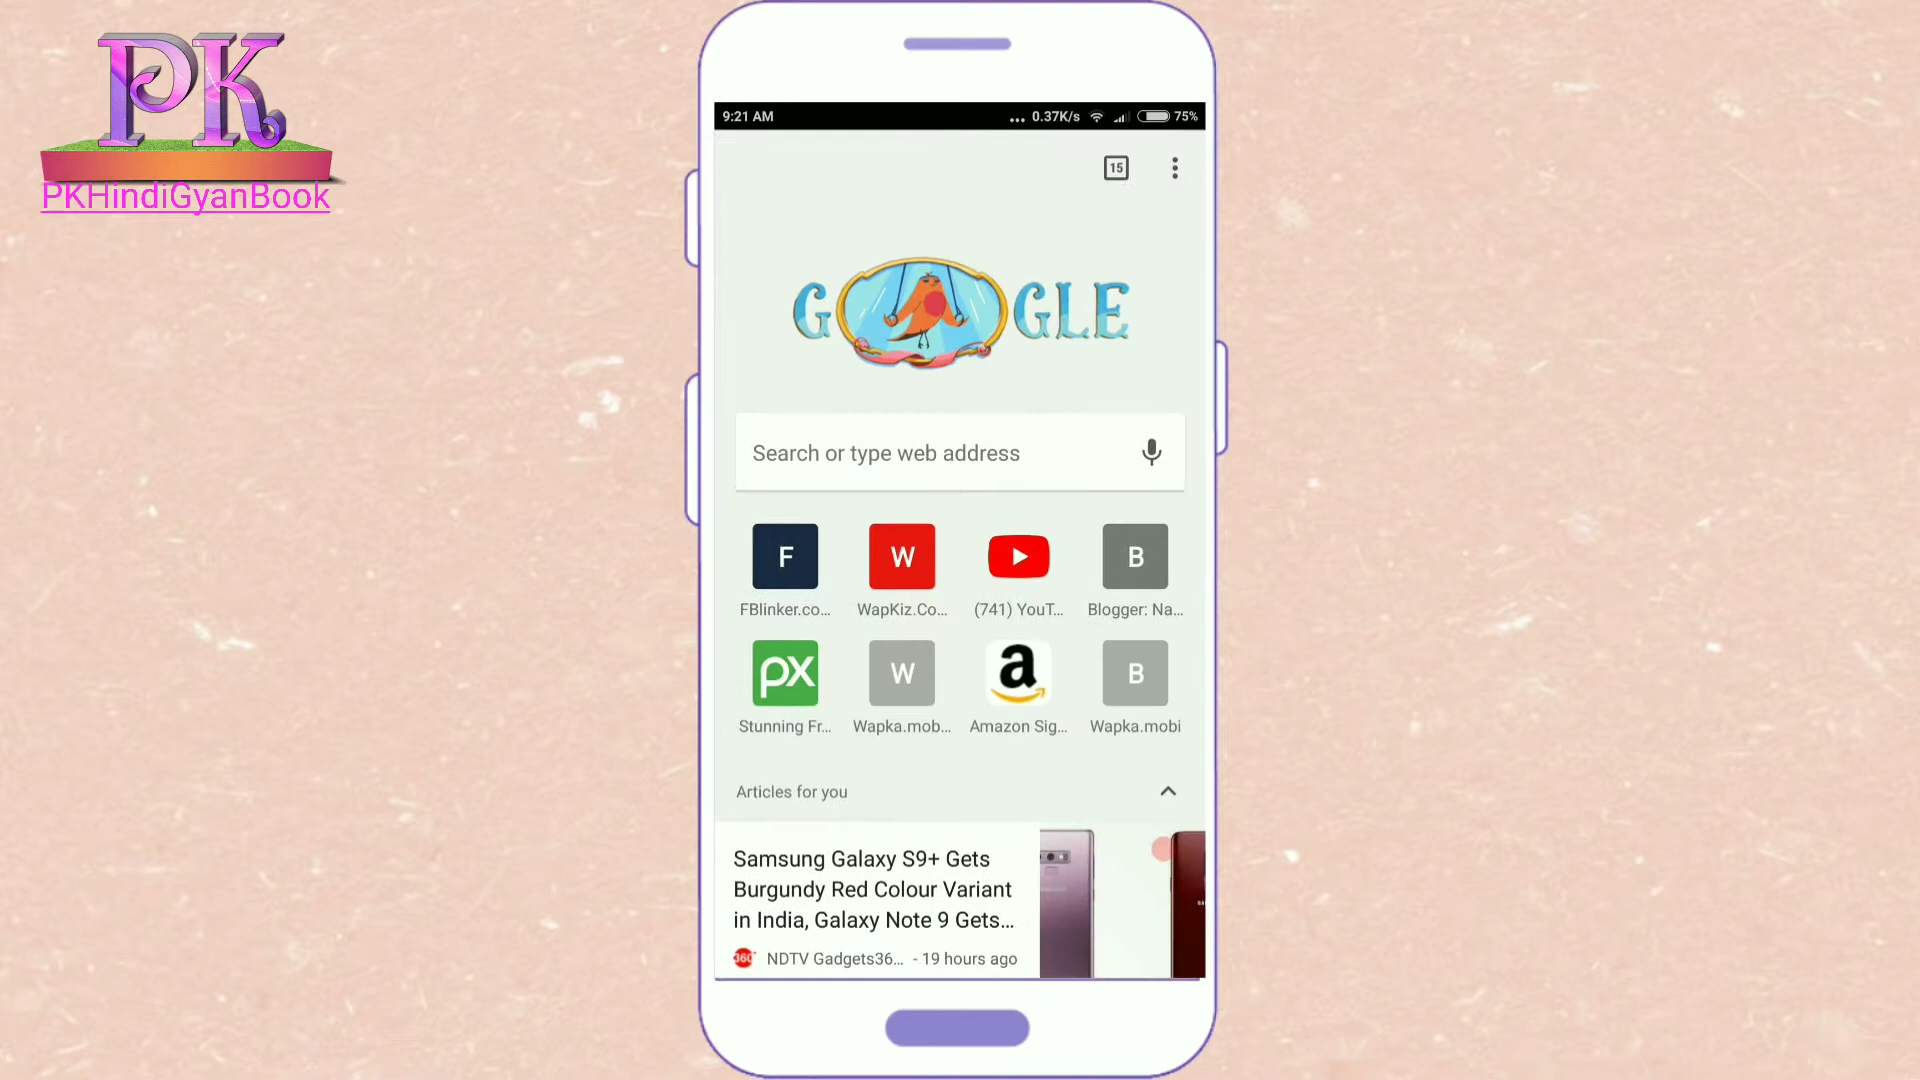 PK
PKHindiGyanBook
9:21 AM
0.37K/s
75%
15
GOOGLE
Search or type web address
F
W
B
FBlinker.co...
WapKiz.Co...
(741) YouT...
Blogger: Na...
px
W
a
B
Stunning Fr...
Wapka.mob...
Amazon Sig...
Wapka.mobi
Articles for you
Samsung Galaxy S9+ Gets
Burgundy Red Colour Variant
in India, Galaxy Note 9 Gets...
360
NDTV Gadgets36... - 19 hours ago